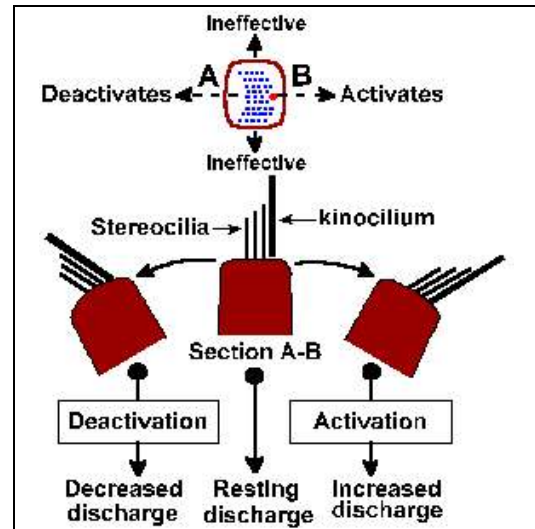 Ineffective
A B
Deactivates Activates
Ineffective
Stereocilia kinocilium
Section A-B
Deactivation Activation
Decreased Resting Increased
discharge discharge discharge